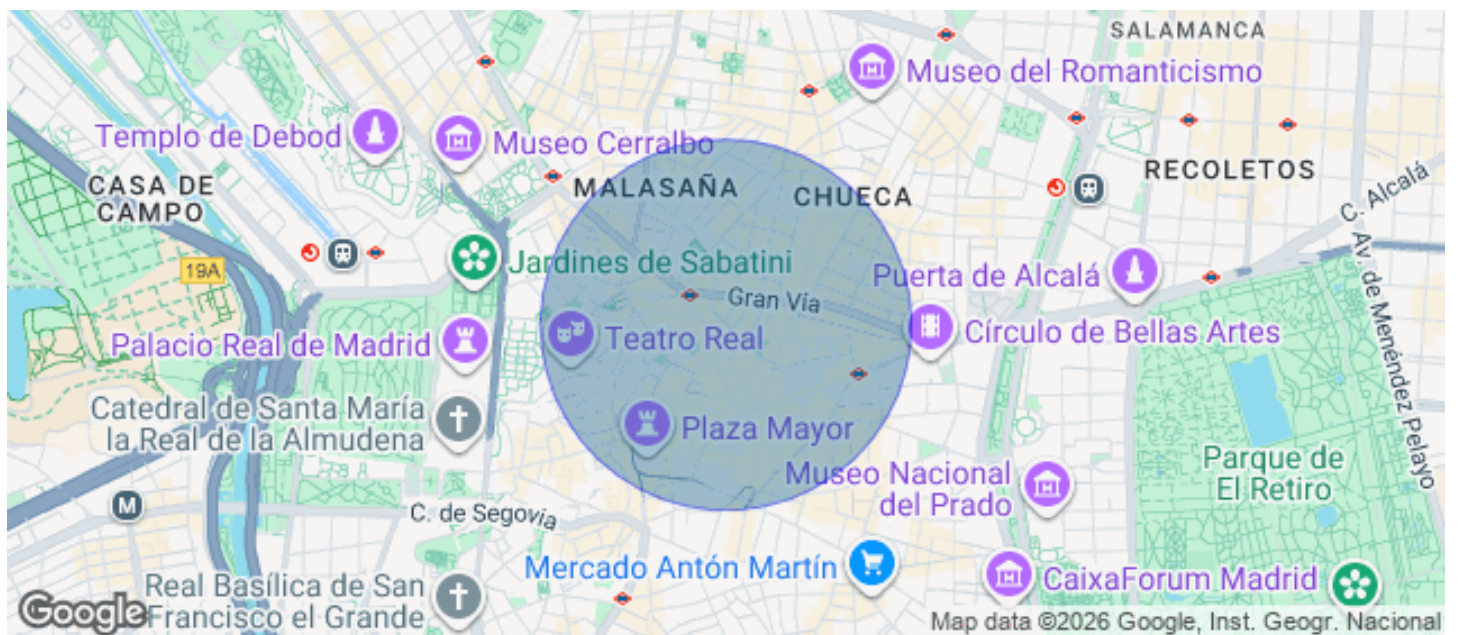 SALAMANCA
Museo del Romanticismo
Templo de Debod
Museo Cerralbo
RECOLETOS
CASA DE
CAMPO
MALASAÑA
CHUECA
C. Alcalá
19A
Jardines de Sabatini
Puerta de Alcalá
Gran Vía
C. Av. de Menéndez Pelayo
Palacio Real de Madrid
Teatro Real
Círculo de Bellas Artes
Catedral de Santa María
la Real de la Almudena
Plaza Mayor
Museo Nacional
del Prado
Parque de
El Retiro
M
C. de Segovia
Mercado Antón Martín
CaixaForum Madrid
Real Basílica de San
Francisco el Grande
Google
Map data ©2026 Google, Inst. Geogr. Nacional